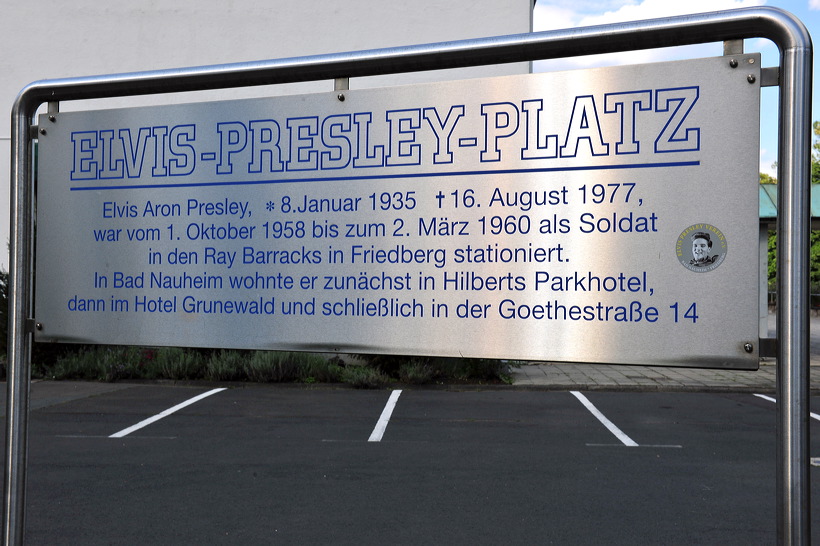 ELVIS-PRESLEY-PLATZ
Elvis Aron Presley, * 8.Januar 1935 ✝16. August 1977,
war vom 1. Oktober 1958 bis zum 2. März 1960 als Soldat
in den Ray Barracks in Friedberg stationiert.
In Bad Nauheim wohnte er zunächst in Hilberts Parkhotel,
dann im Hotel Grunewald und schließlich in der Goethestraße 14